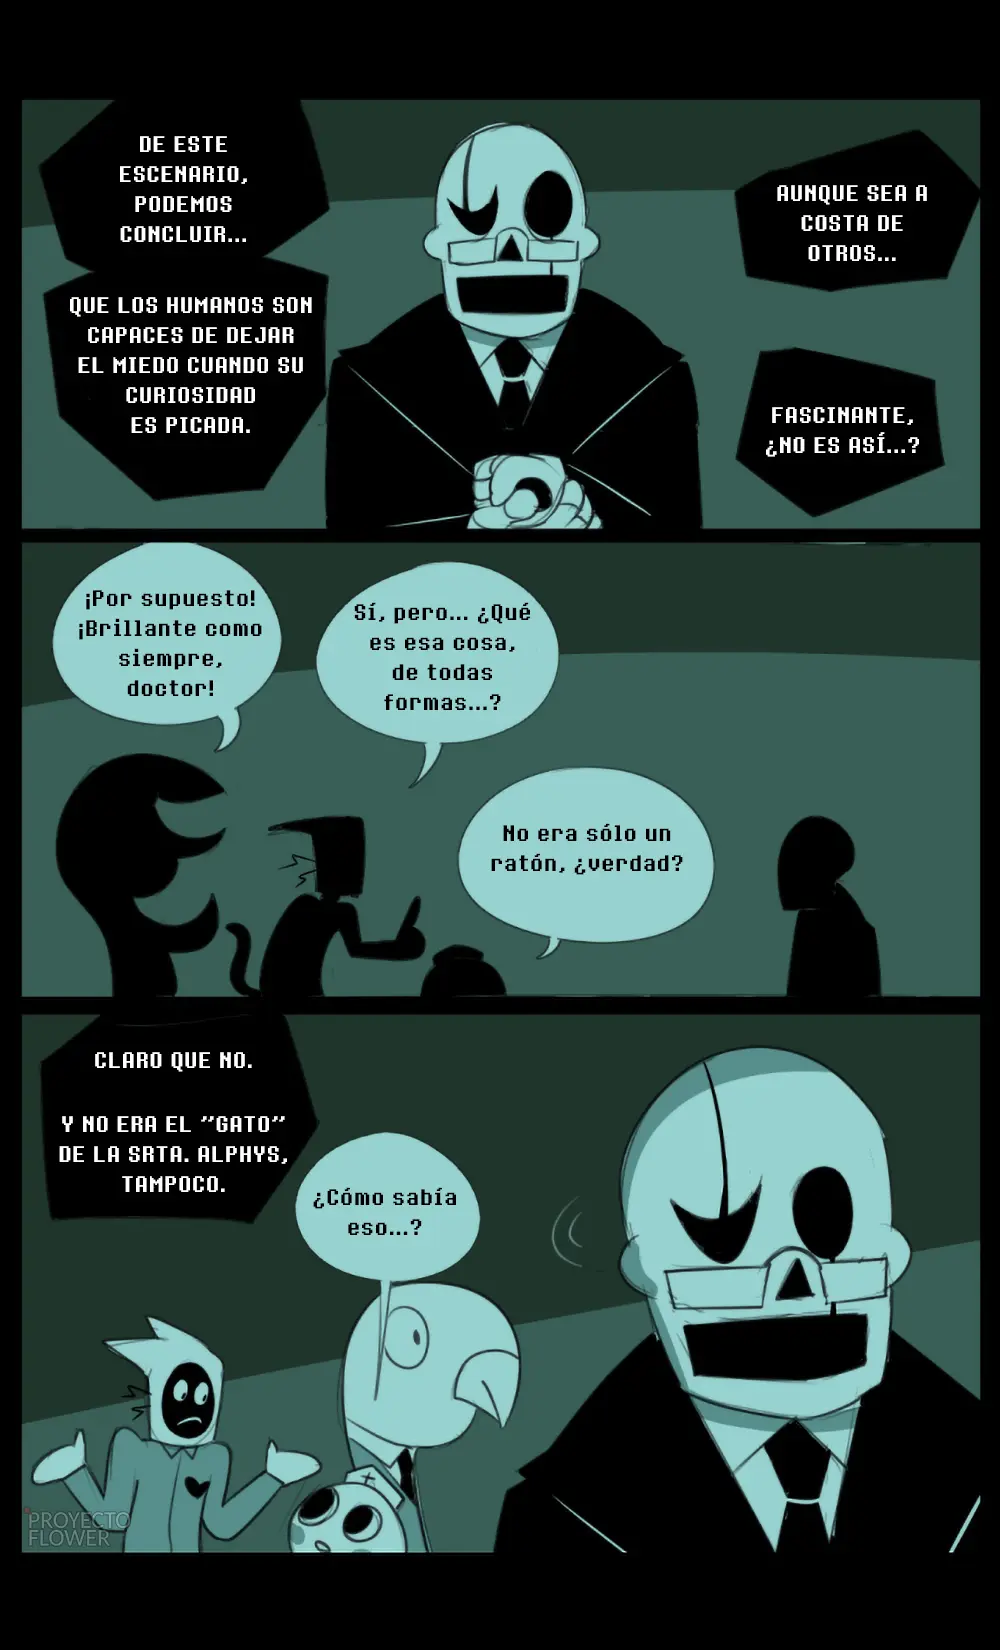 DE ESTE
ESCENARIO,
PODEMOS
CONCLUIR...
QUE LOS HUMANOS SON
CAPACES DE DEJAR
EL MIEDO CUANDO SU
CURIOSIDAD
ES PICADA.
AUNQUE SEA A
COSTA DE
OTROS...
FASCINANTE,
¿NO ES ASÍ...?
¡Por supuesto!
¡Brillante como
siempre,
doctor!
Sí, pero... ¿Qué
es esa cosa,
de todas
formas...?
No era sólo un
ratón, ¿verdad?
CLARO QUE NO.
Y NO ERA EL "GATO"
DE LA SRTA. ALPHYS,
TAMPOCO.
¿Cómo sabía
eso...?
PROYECTO
FLOWER